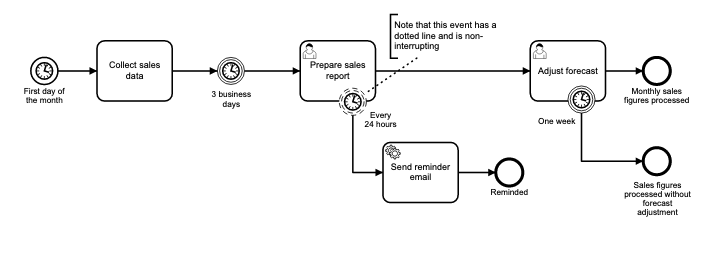 Note that this event has a
dotted line and is non-
interrupting
Collect sales
data
Prepare sales
report
Adjust forecast
First day of
the month
3 business
days
Every
24 hours
Monthly sales
figures processed
One week
Send reminder
email
Reminded
Sales figures
processed without
forecast
adjustment